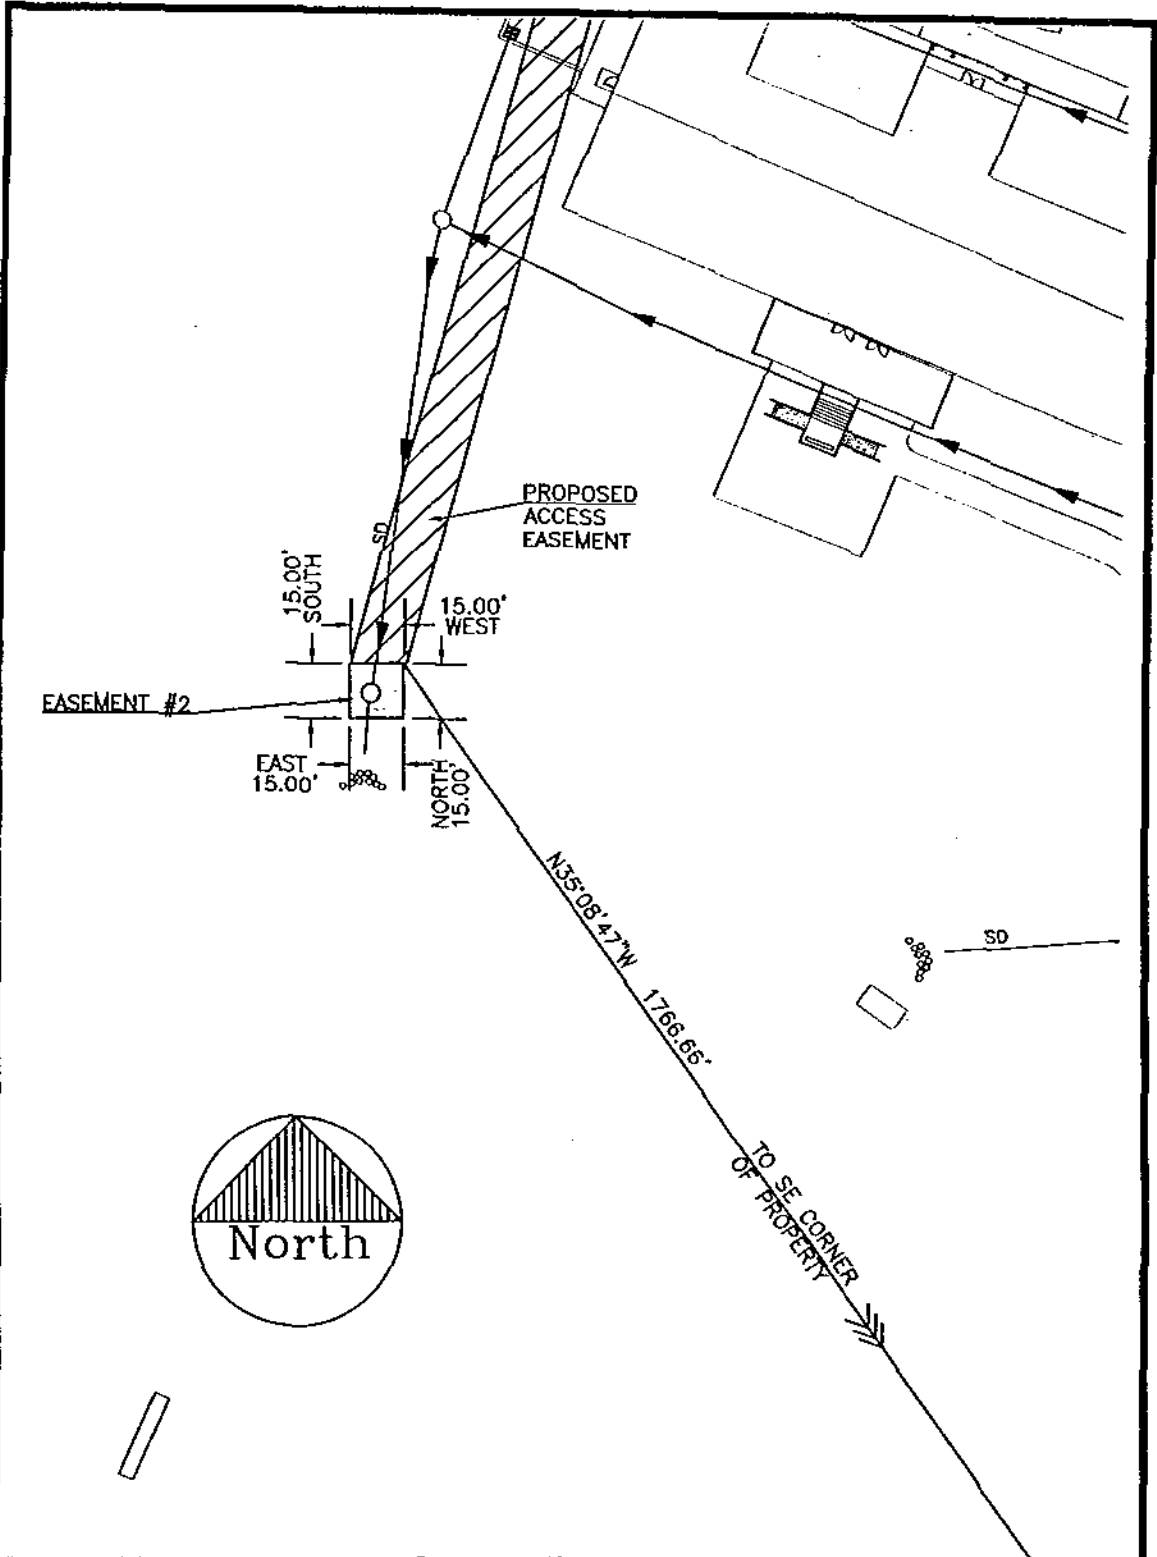 PROPOSED
ACCESS
EASEMENT
SD
15.00'
SOUTH
15.00'
WEST
EASEMENT #2
EAST
15.00'
NORTH
15.00'
N35°08'47"W 1766.66'
SD
TO SE CORNER
OF PROPERTY
North